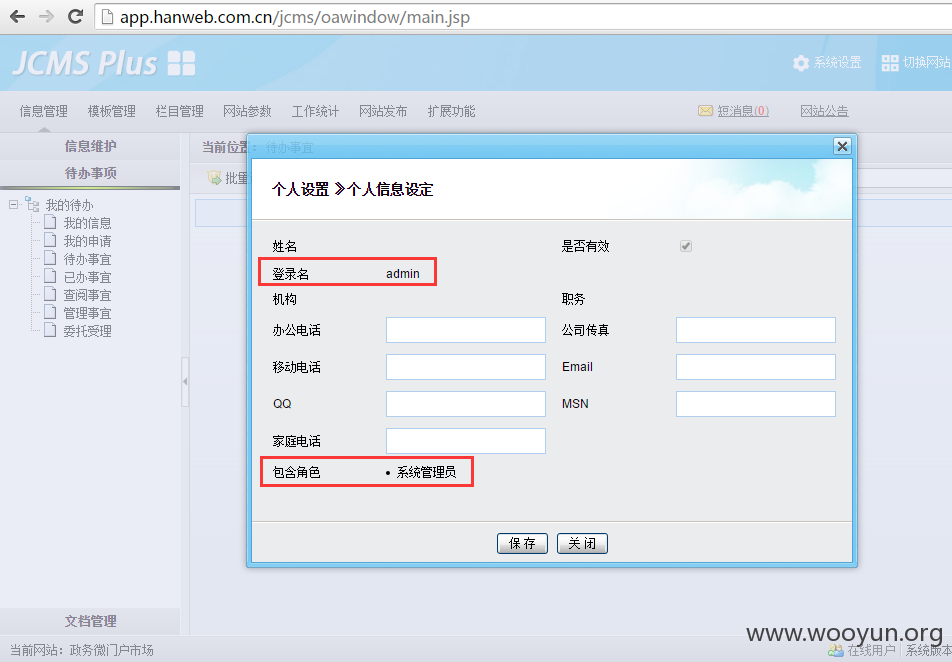 app.hanweb.com.cn/jcms/oawindow/main.jsp
JCMS Plus
系统设置 切换网站
信息管理 模板管理 栏目管理 网站参数 工作统计 网站发布 扩展功能 短消息(0) 网站公告
信息维护
待办事项
我的待办
我的信息
我的申请
待办事宜
已办事宜
查阅事宜
管理事宜
委托受理
文档管理
当前位置：待办事宜
批量
个人设置 》个人信息设定
姓名 是否有效
登录名 admin
机构 职务
办公电话 公司传真
移动电话 Email
QQ MSN
家庭电话
包含角色 • 系统管理员
保 存 关 闭
www.wooyun.org
当前网站：政务微门户市场 在线用户 系统版本